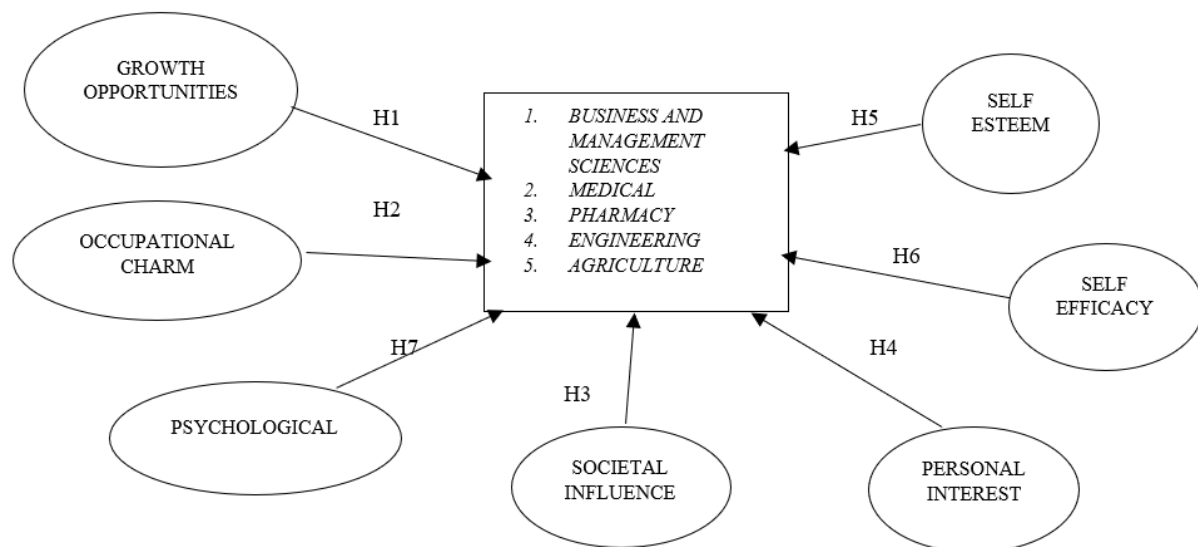 GROWTH
OPPORTUNITIES
H1
1. BUSINESS AND
MANAGEMENT
SCIENCES
2. MEDICAL
3. PHARMACY
4. ENGINEERING
5. AGRICULTURE
H5
SELF
ESTEEM
H2
OCCUPATIONAL
CHARM
H6
SELF
EFFICACY
H7
PSYCHOLOGICAL
H3
SOCIETAL
INFLUENCE
H4
PERSONAL
INTEREST